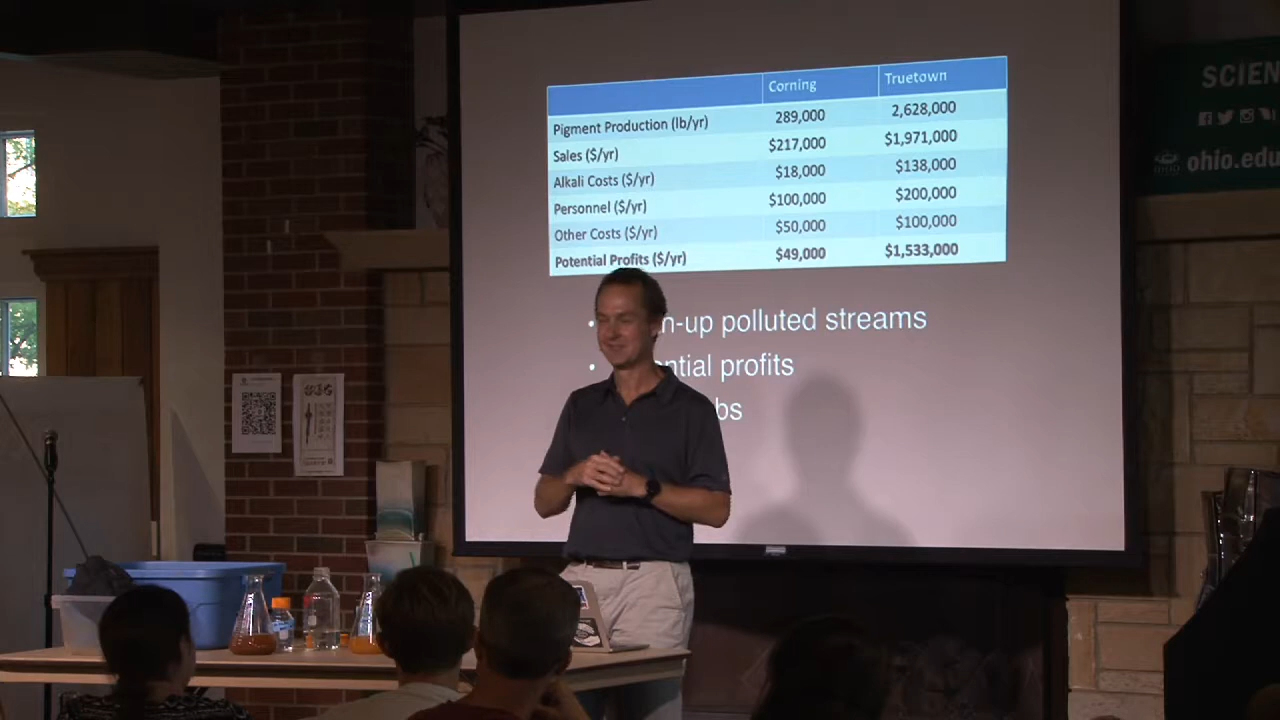 Corning Truetown
Pigment Production (lb/yr) 289,000 2,628,000
Sales ($/yr) $217,000 $1,971,000
Alkali Costs ($/yr) $18,000 $138,000
Personnel ($/yr) $100,000 $200,000
Other Costs ($/yr) $50,000 $100,000
Potential Profits ($/yr) $49,000 $1,533,000
n-up polluted streams
ential profits
bs
SCIEN
ohio.edu